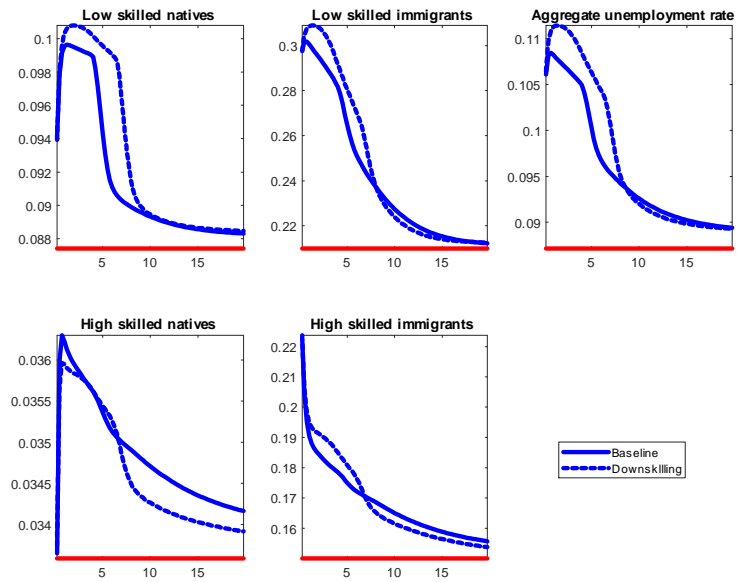 Low skilled natives
0.1
0.098
0.096
0.094
0.092
0.09
0.088
5 10 15
Low skilled immigrants
0.3
0.28
0.26
0.24
0.22
5 10 15
Aggregate unemployment rate
0.11
0.105
0.1
0.095
0.09
5 10 15
High skilled natives
0.036
0.0355
0.035
0.0345
0.034
5 10 15
High skilled immigrants
0.22
0.21
0.2
0.19
0.18
0.17
0.16
5 10 15
Baseline
Downskilling